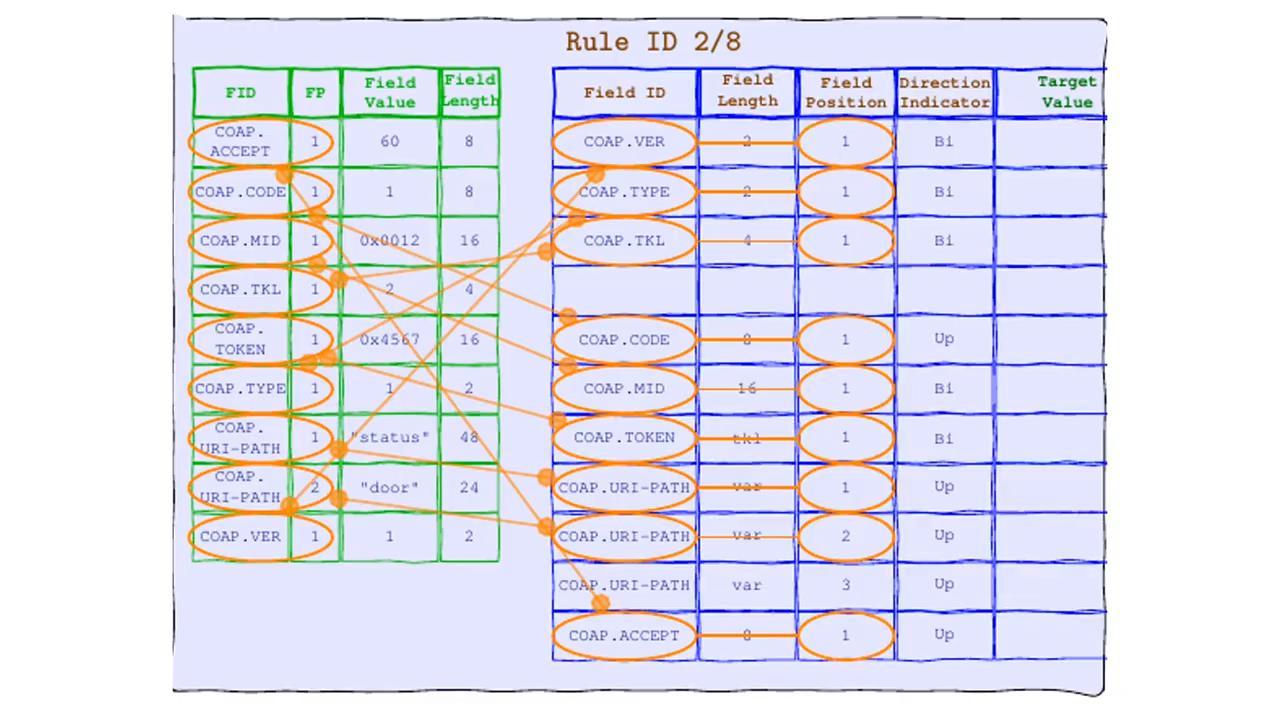 Rule ID 2/8
FID FP Field Value Field Length
COAP. ACCEPT 1 60 8
COAP.CODE 1 1 8
COAP.MID 1 0x0012 16
COAP.TKL 1 2 4
COAP. TOKEN 1 0x4567 16
COAP.TYPE 1 1 2
COAP. URI-PATH 1 "status" 48
COAP. URI-PATH 2 "door" 24
COAP.VER 1 1 2
Field ID Field Length Field Position Direction Indicator Target Value
COAP.VER 2 1 Bi
COAP.TYPE 2 1 Bi
COAP.TKL 4 1 Bi
COAP.CODE 8 1 Up
COAP.MID 16 1 Bi
COAP.TOKEN tkl 1 Bi
COAP.URI-PATH var 1 Up
COAP.URI-PATH var 2 Up
COAP.URI-PATH var 3 Up
COAP.ACCEPT 8 1 Up